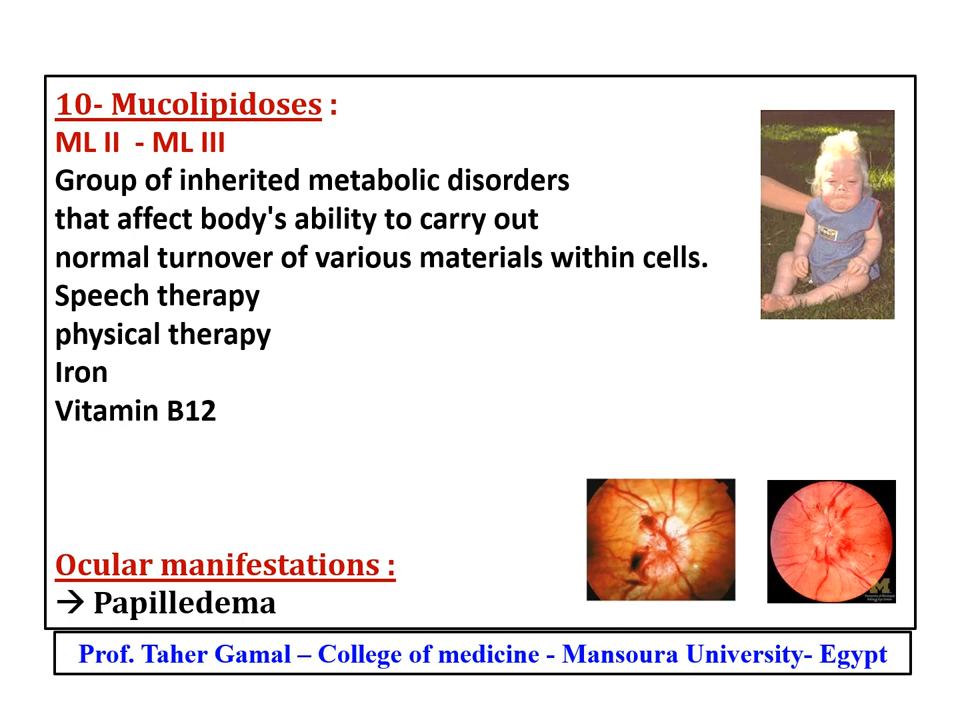 10- Mucolipidoses :
ML II - ML III
Group of inherited metabolic disorders
that affect body's ability to carry out
normal turnover of various materials within cells.
Speech therapy
physical therapy
Iron
Vitamin B12
Ocular manifestations :
→ Papilledema
Prof. Taher Gamal – College of medicine - Mansoura University- Egypt